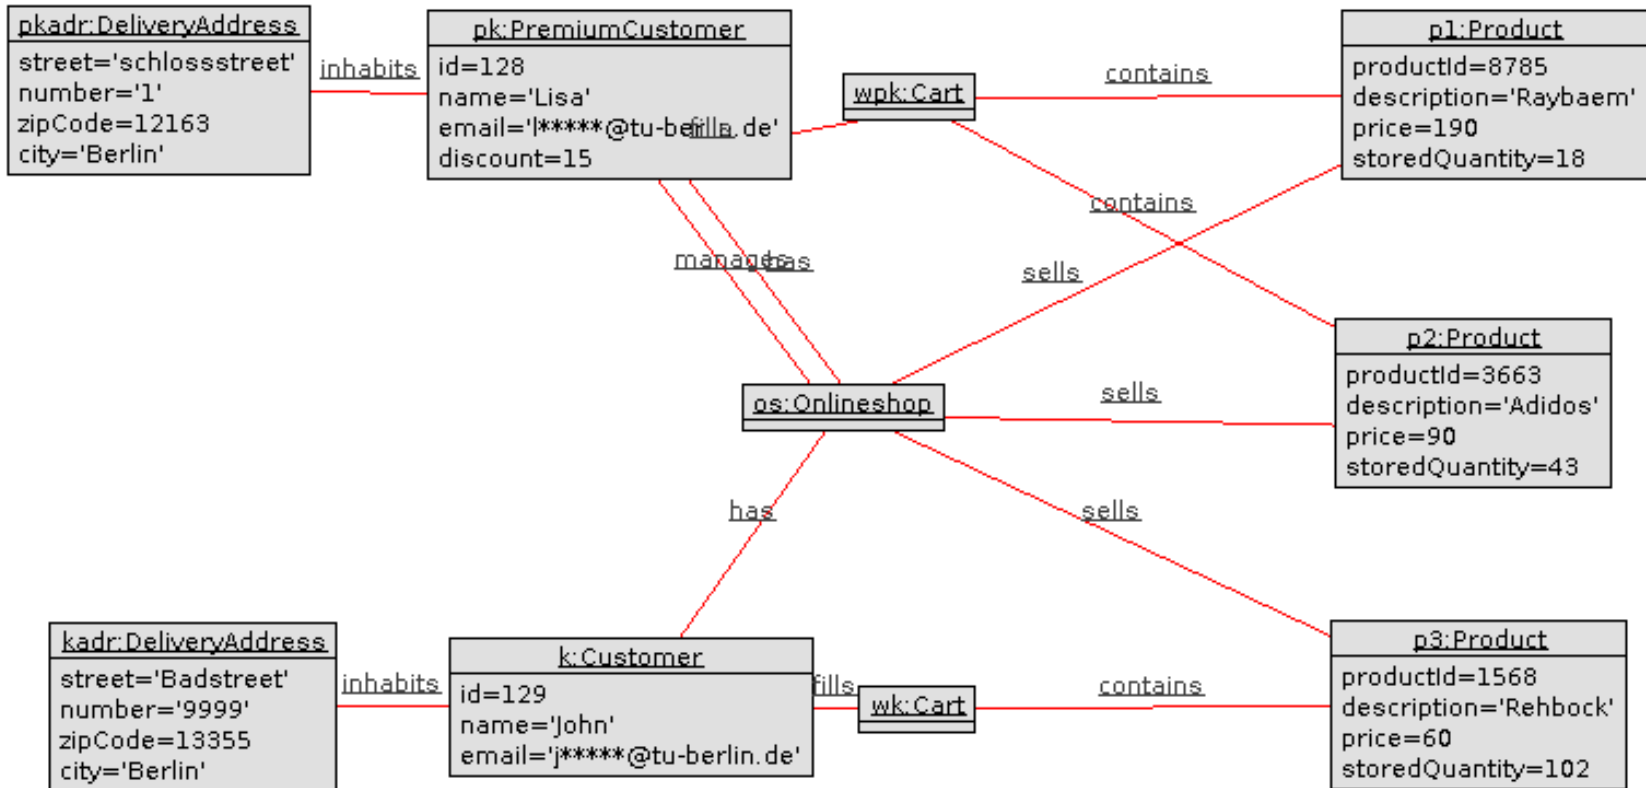 pkadr:DeliveryAddress
street='schlossstreet'
number='1'
zipCode=12163
city='Berlin'
inhabits
pk:PremiumCustomer
id=128
name='Lisa'
email='l*****@tu-berlin.de'
discount=15
fills
wpk:Cart
contains
contains
p1:Product
productId=8785
description='Raybaem'
price=190
storedQuantity=18
manages
has
sells
os:Onlineshop
sells
p2:Product
productId=3663
description='Adidos'
price=90
storedQuantity=43
has
sells
kadr:DeliveryAddress
street='Badstreet'
number='9999'
zipCode=13355
city='Berlin'
inhabits
k:Customer
id=129
name='John'
email='j*****@tu-berlin.de'
fills
wk:Cart
contains
p3:Product
productId=1568
description='Rehbock'
price=60
storedQuantity=102